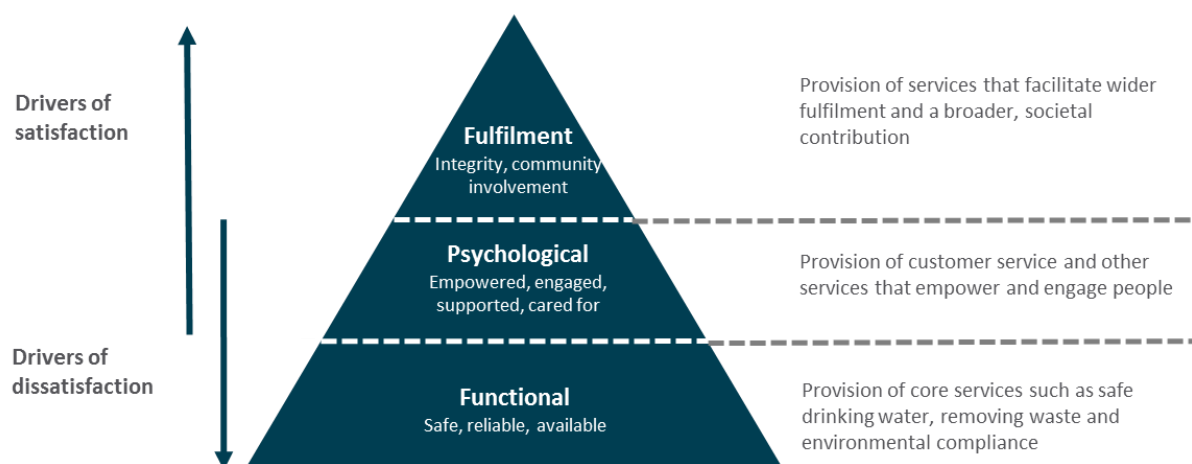 Drivers of
satisfaction
Fulfilment
Integrity, community
involvement
Provision of services that facilitate wider
fulfilment and a broader, societal
contribution
Psychological
Empowered, engaged,
supported, cared for
Provision of customer service and other
services that empower and engage people
Drivers of
dissatisfaction
Functional
Safe, reliable, available
Provision of core services such as safe
drinking water, removing waste and
environmental compliance